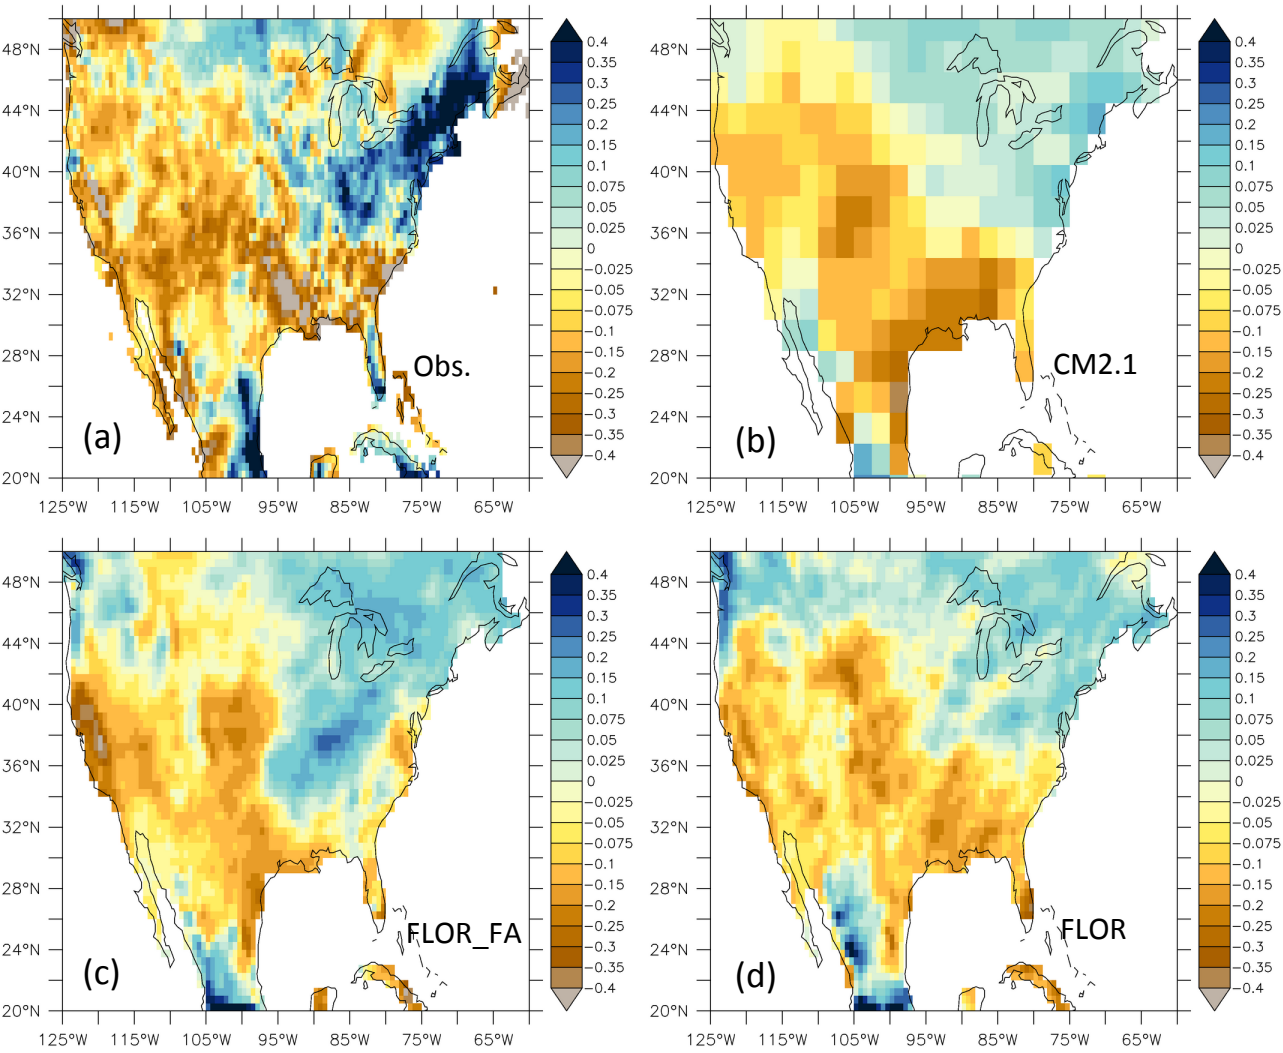 48°N
44°N
40°N
36°N
32°N
28°N
24°N
20°N
125°W 115°W 105°W 95°W 85°W 75°W 65°W
Obs.
(a)
0.4
0.35
0.3
0.25
0.2
0.15
0.1
0.075
0.05
0.025
0
-0.025
-0.05
-0.075
-0.1
-0.15
-0.2
-0.25
-0.3
-0.35
-0.4
48°N
44°N
40°N
36°N
32°N
28°N
24°N
20°N
125°W 115°W 105°W 95°W 85°W 75°W 65°W
CM2.1
(b)
0.4
0.35
0.3
0.25
0.2
0.15
0.1
0.075
0.05
0.025
0
-0.025
-0.05
-0.075
-0.1
-0.15
-0.2
-0.25
-0.3
-0.35
-0.4
48°N
44°N
40°N
36°N
32°N
28°N
24°N
20°N
125°W 115°W 105°W 95°W 85°W 75°W 65°W
FLOR_FA
(c)
0.4
0.35
0.3
0.25
0.2
0.15
0.1
0.075
0.05
0.025
0
-0.025
-0.05
-0.075
-0.1
-0.15
-0.2
-0.25
-0.3
-0.35
-0.4
48°N
44°N
40°N
36°N
32°N
28°N
24°N
20°N
125°W 115°W 105°W 95°W 85°W 75°W 65°W
FLOR
(d)
0.4
0.35
0.3
0.25
0.2
0.15
0.1
0.075
0.05
0.025
0
-0.025
-0.05
-0.075
-0.1
-0.15
-0.2
-0.25
-0.3
-0.35
-0.4